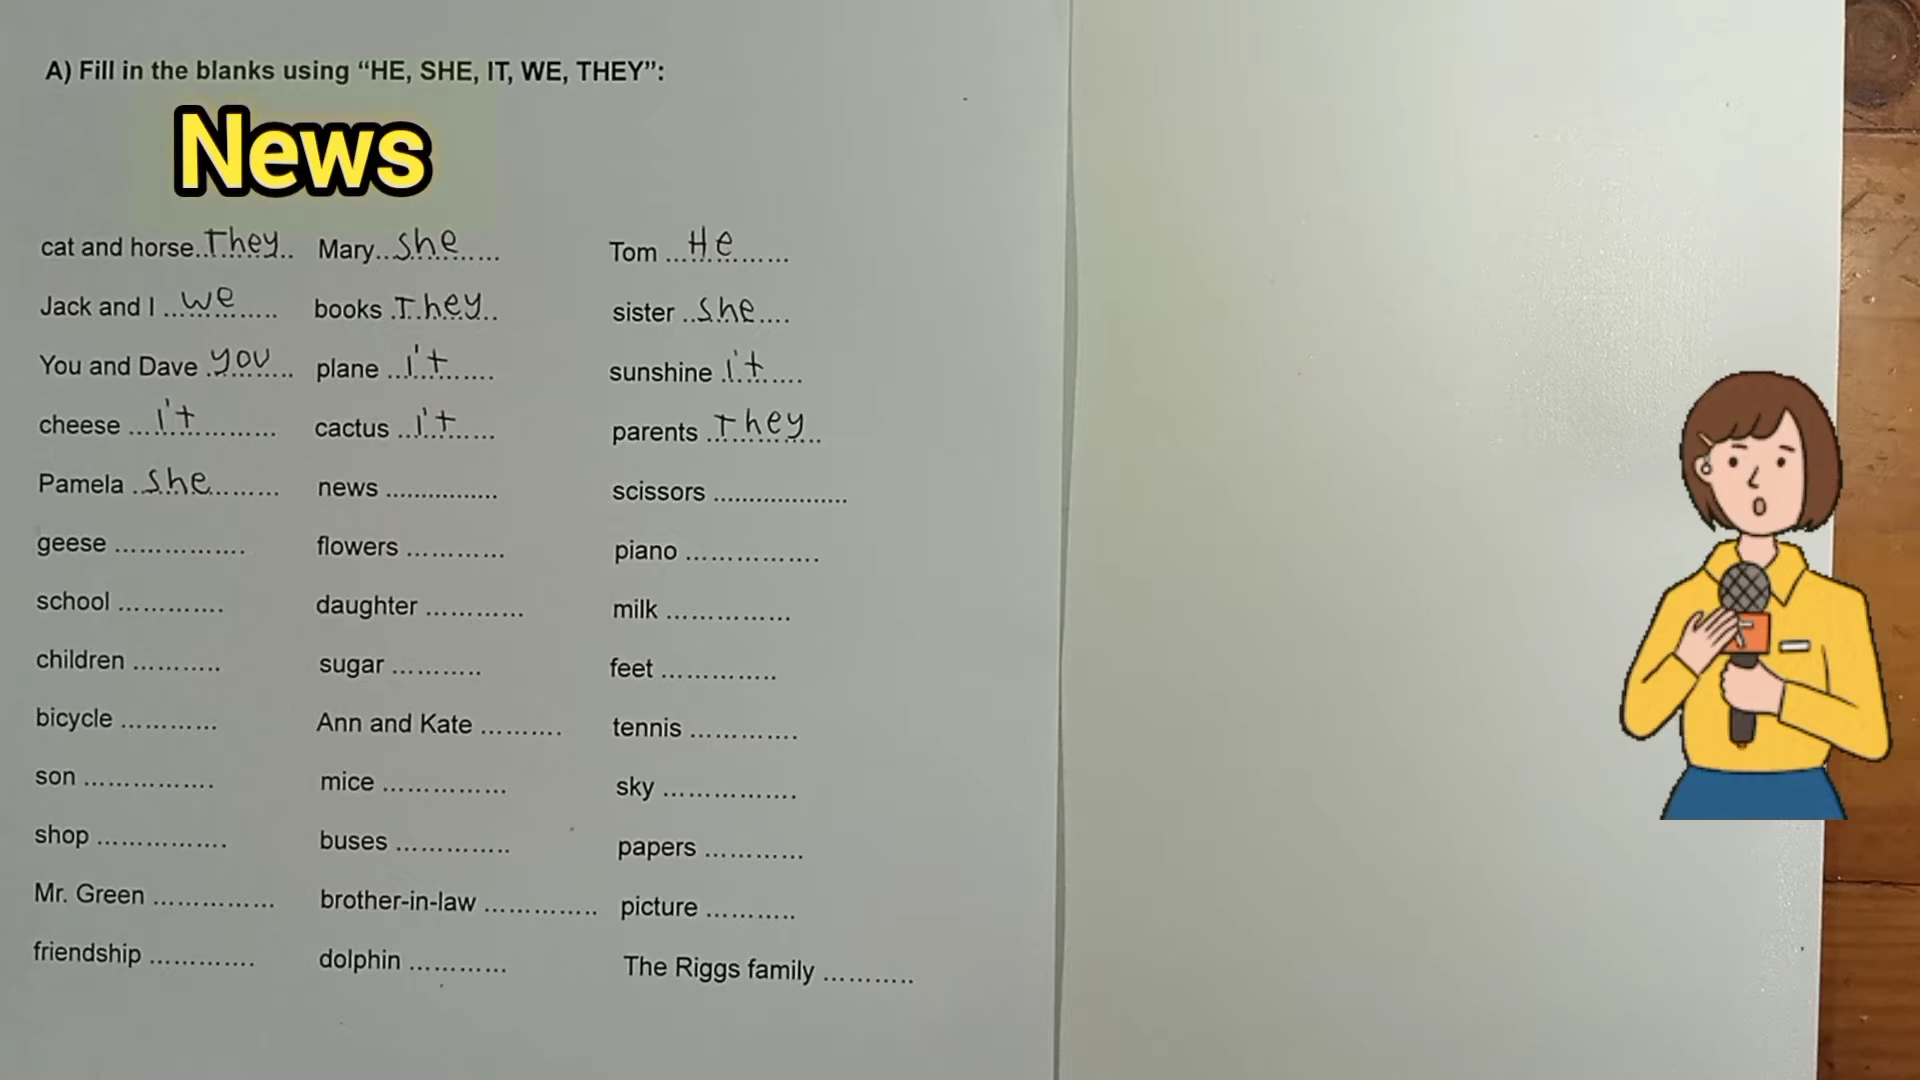 A) Fill in the blanks using “HE, SHE, IT, WE, THEY”:
News
cat and horse..They.. Mary..she...... Tom ...He......
Jack and I ...we...... books .They.. sister ..she....
You and Dave .you.... plane ...it...... sunshine .it....
cheese ...it......... cactus ..it..... parents .They..
Pamela ..she....... news ................ scissors ...................
geese ................ flowers ............ piano ................
school ............. daughter ............ milk ...............
children ........... sugar ........... feet ..............
bicycle ............ Ann and Kate .......... tennis .............
son ................ mice ............... sky ................
shop ................ buses .............. papers ............
Mr. Green ............... brother-in-law .............. picture ...........
friendship ............. dolphin ............ The Riggs family ...........